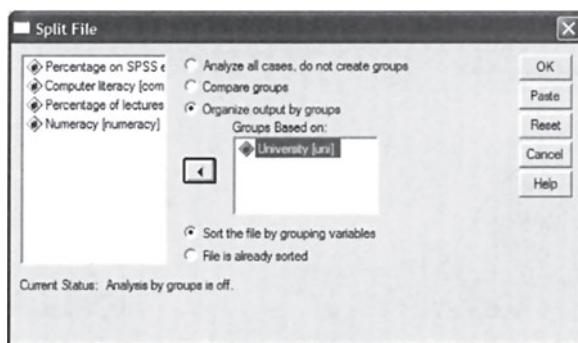 Split File
Percentage on SPSS e
Computer literacy [com
Percentage of lectures
Numeracy [numeracy]
Analyze all cases, do not create groups
Compare groups
Organize output by groups
Groups Based on:
University [uni]
Sort the file by grouping variables
File is already sorted
Current Status: Analysis by groups is off.
OK
Paste
Reset
Cancel
Help